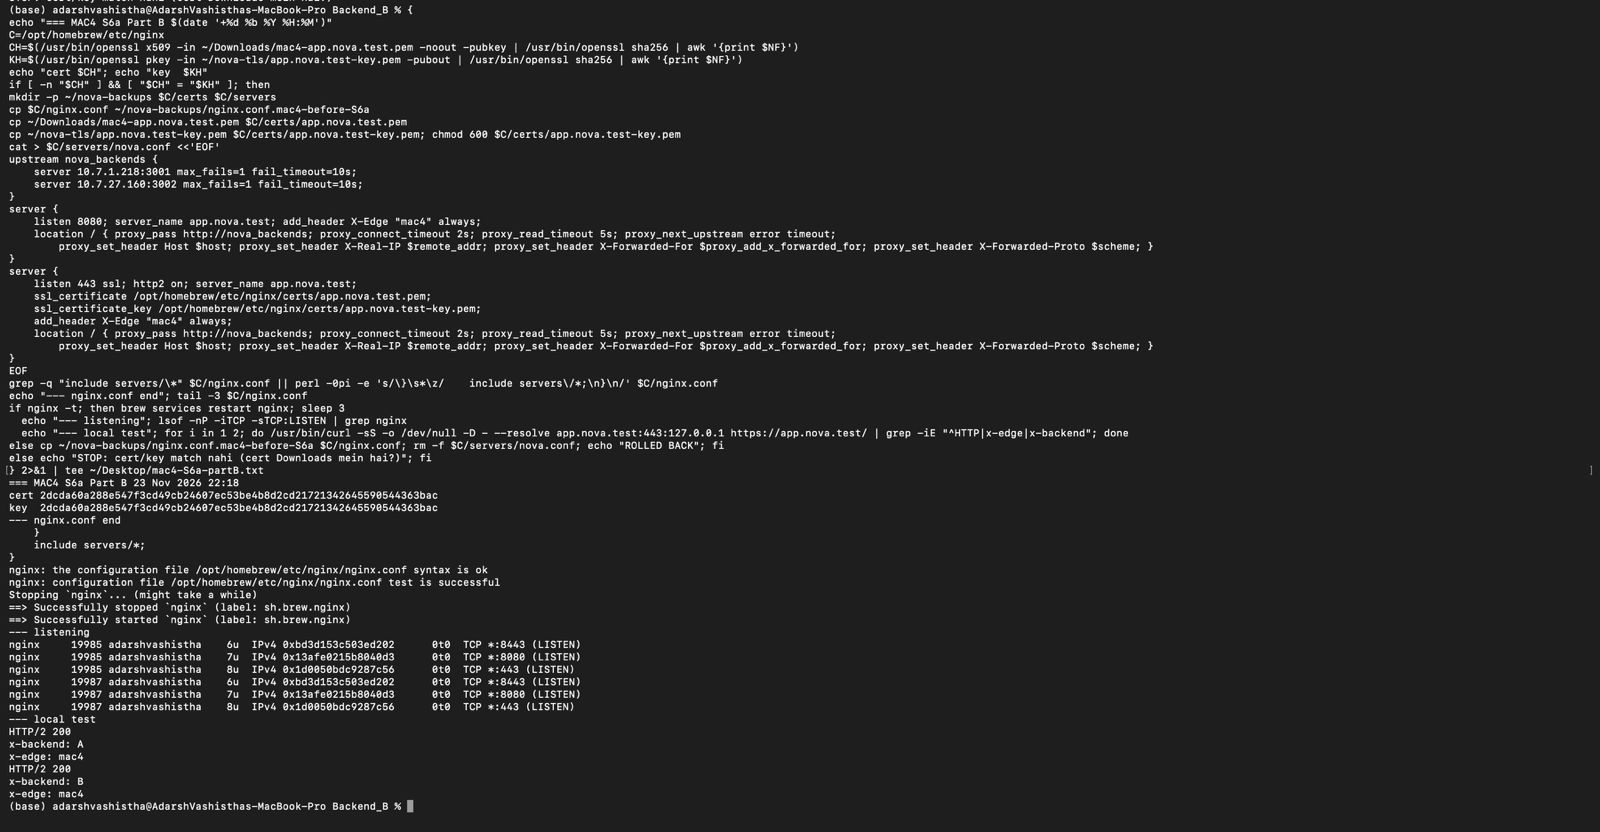 (base) adarshvashistha@AdarshVashisthas-MacBook-Pro Backend_B % {
echo "=== MAC4 S6a Part B $(date '+%d %b %Y %H:%M')"
C=/opt/homebrew/etc/nginx
CH=$(/usr/bin/openssl x509 -in ~/Downloads/mac4-app.nova.test.pem -noout -pubkey | /usr/bin/openssl sha256 | awk '{print $NF}')
KH=$(/usr/bin/openssl pkey -in ~/nova-tls/app.nova.test-key.pem -pubout | /usr/bin/openssl sha256 | awk '{print $NF}')
echo "cert $CH"; echo "key  $KH"
if [ -n "$CH" ] && [ "$CH" = "$KH" ]; then
mkdir -p ~/nova-backups $C/certs $C/servers
cp $C/nginx.conf ~/nova-backups/nginx.conf.mac4-before-S6a
cp ~/Downloads/mac4-app.nova.test.pem $C/certs/app.nova.test.pem
cp ~/nova-tls/app.nova.test-key.pem $C/certs/app.nova.test-key.pem; chmod 600 $C/certs/app.nova.test-key.pem
cat > $C/servers/nova.conf <<'EOF'
upstream nova_backends {
    server 10.7.1.218:3001 max_fails=1 fail_timeout=10s;
    server 10.7.27.160:3002 max_fails=1 fail_timeout=10s;
}
server {
    listen 8080; server_name app.nova.test; add_header X-Edge "mac4" always;
    location / { proxy_pass http://nova_backends; proxy_connect_timeout 2s; proxy_read_timeout 5s; proxy_next_upstream error timeout;
        proxy_set_header Host $host; proxy_set_header X-Real-IP $remote_addr; proxy_set_header X-Forwarded-For $proxy_add_x_forwarded_for; proxy_set_header X-Forwarded-Proto $scheme; }
}
server {
    listen 443 ssl; http2 on; server_name app.nova.test;
    ssl_certificate /opt/homebrew/etc/nginx/certs/app.nova.test.pem;
    ssl_certificate_key /opt/homebrew/etc/nginx/certs/app.nova.test-key.pem;
    add_header X-Edge "mac4" always;
    location / { proxy_pass http://nova_backends; proxy_connect_timeout 2s; proxy_read_timeout 5s; proxy_next_upstream error timeout;
        proxy_set_header Host $host; proxy_set_header X-Real-IP $remote_addr; proxy_set_header X-Forwarded-For $proxy_add_x_forwarded_for; proxy_set_header X-Forwarded-Proto $scheme; }
}
EOF
grep -q "include servers/\*" $C/nginx.conf || perl -0pi -e 's/\}\s*\z/    include servers\/*;\n}\n/' $C/nginx.conf
echo "--- nginx.conf end"; tail -3 $C/nginx.conf
if nginx -t; then brew services restart nginx; sleep 3
  echo "--- listening"; lsof -nP -iTCP -sTCP:LISTEN | grep nginx
  echo "--- local test"; for i in 1 2; do /usr/bin/curl -sS -o /dev/null -D - --resolve app.nova.test:443:127.0.0.1 https://app.nova.test/ | grep -iE "^HTTP|x-edge|x-backend"; done
else cp ~/nova-backups/nginx.conf.mac4-before-S6a $C/nginx.conf; rm -f $C/servers/nova.conf; echo "ROLLED BACK"; fi
else echo "STOP: cert/key match nahi (cert Downloads mein hai?)"; fi
[} 2>&1 | tee ~/Desktop/mac4-S6a-partB.txt ]
=== MAC4 S6a Part B 23 Nov 2026 22:18
cert 2dcda60a288e547f3cd49cb24607ec53be4b8d2cd21721342645590544363bac
key  2dcda60a288e547f3cd49cb24607ec53be4b8d2cd21721342645590544363bac
--- nginx.conf end
    }
    include servers/*;
}
nginx: the configuration file /opt/homebrew/etc/nginx/nginx.conf syntax is ok
nginx: configuration file /opt/homebrew/etc/nginx/nginx.conf test is successful
Stopping `nginx`... (might take a while)
==> Successfully stopped `nginx` (label: sh.brew.nginx)
==> Successfully started `nginx` (label: sh.brew.nginx)
--- listening
nginx     19985 adarshvashistha    6u  IPv4 0xbd3d153c503ed202      0t0  TCP *:8443 (LISTEN)
nginx     19985 adarshvashistha    7u  IPv4 0x13afe0215b8040d3      0t0  TCP *:8080 (LISTEN)
nginx     19985 adarshvashistha    8u  IPv4 0x1d0050bdc9287c56      0t0  TCP *:443 (LISTEN)
nginx     19987 adarshvashistha    6u  IPv4 0xbd3d153c503ed202      0t0  TCP *:8443 (LISTEN)
nginx     19987 adarshvashistha    7u  IPv4 0x13afe0215b8040d3      0t0  TCP *:8080 (LISTEN)
nginx     19987 adarshvashistha    8u  IPv4 0x1d0050bdc9287c56      0t0  TCP *:443 (LISTEN)
--- local test
HTTP/2 200
x-backend: A
x-edge: mac4
HTTP/2 200
x-backend: B
x-edge: mac4
(base) adarshvashistha@AdarshVashisthas-MacBook-Pro Backend_B %